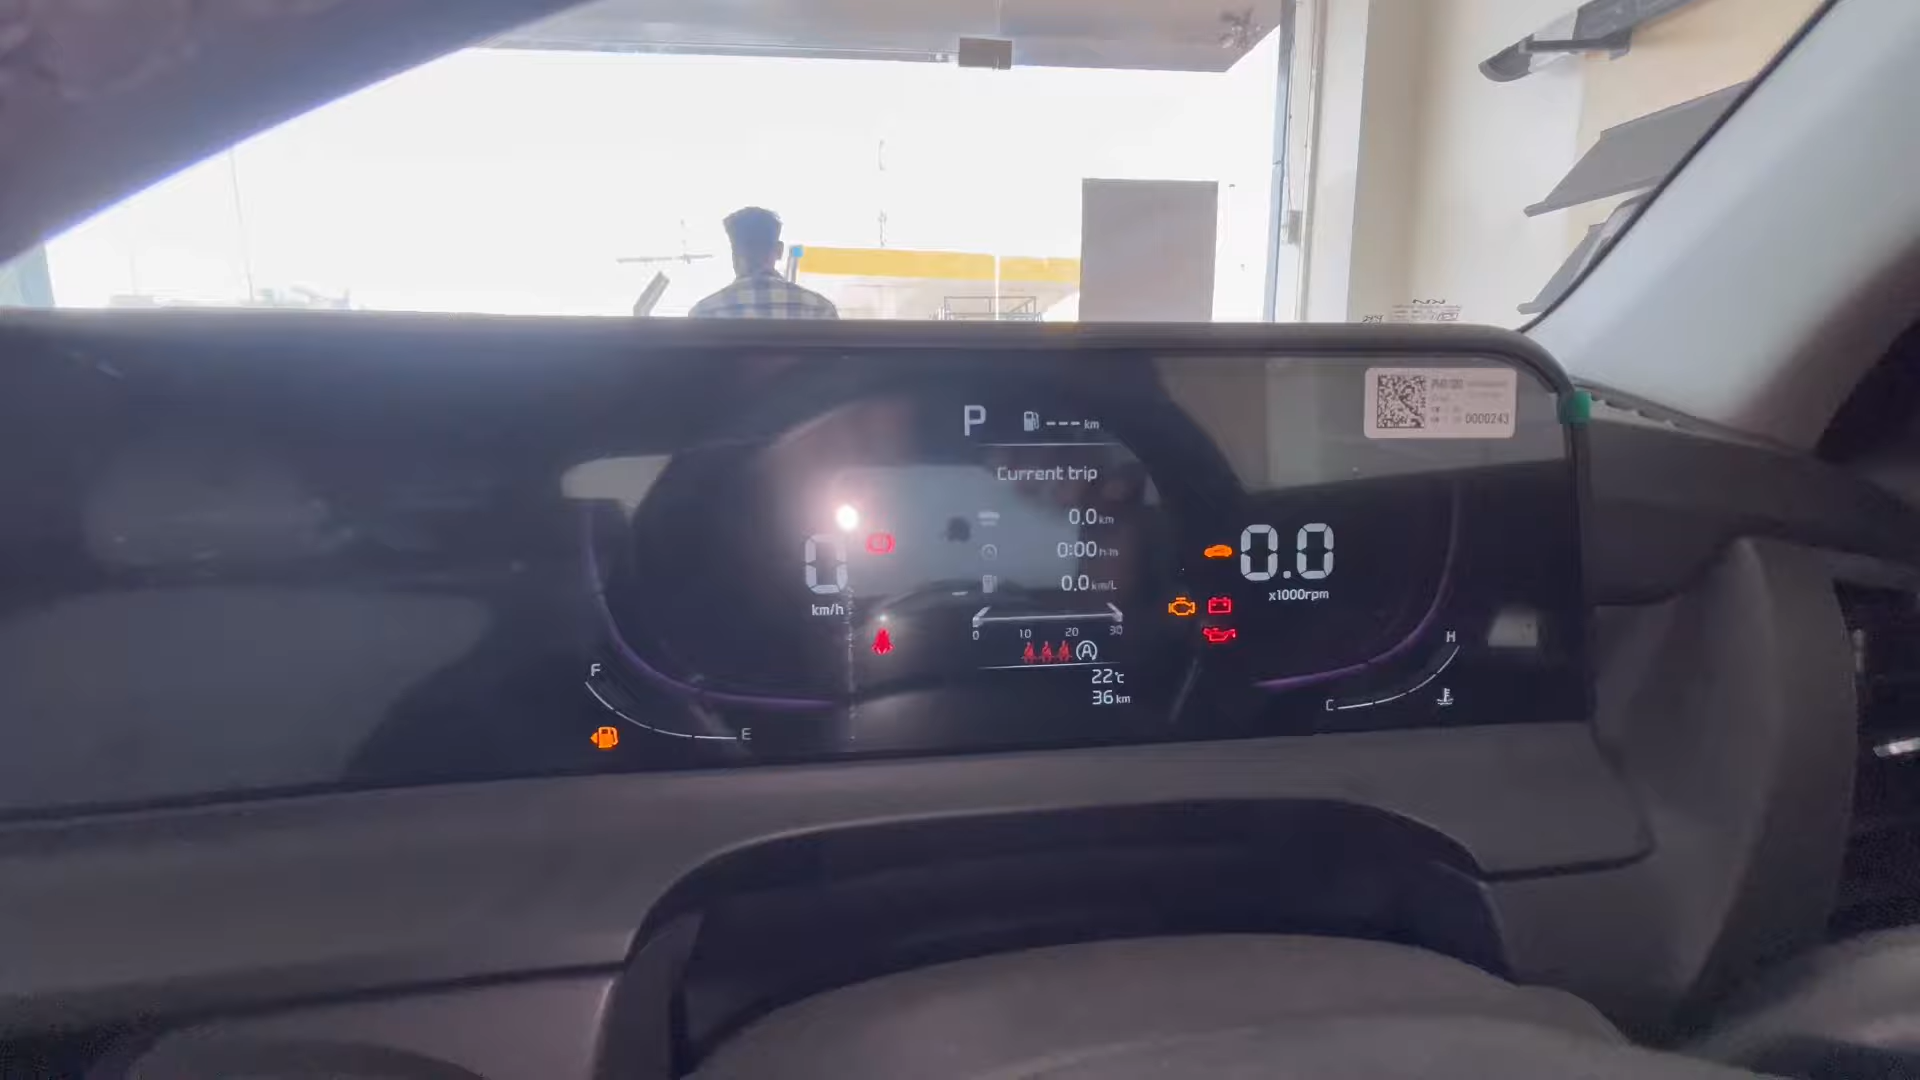 P --- km
0000243
Current trip
0.0 km
0:00 h:m
0.0 km/L
0 10 20 30
A
22°c
36 km
0
km/h
0.0
x1000rpm
F
E
H
C